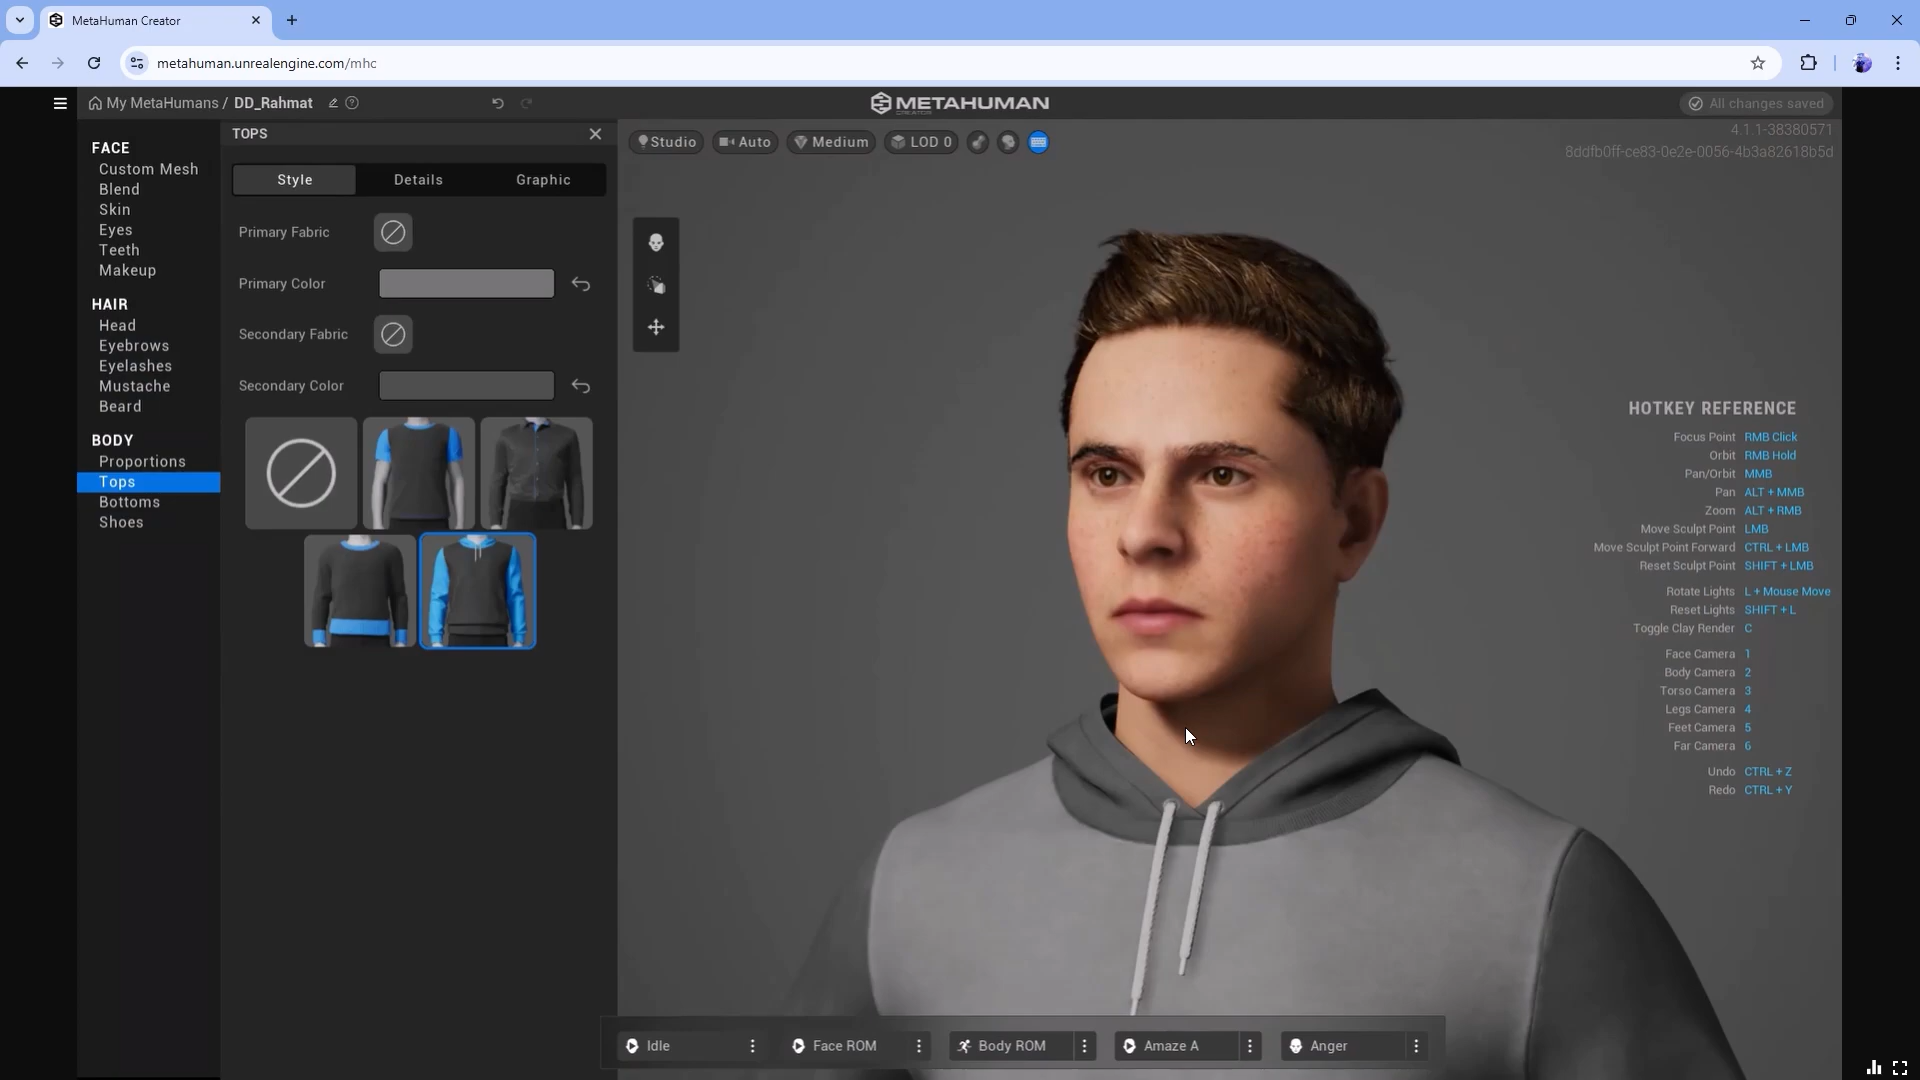 MetaHuman Creator
metahuman.unrealengine.com/mhc
My MetaHumans / DD_Rahmat
METAHUMAN
CREATOR
All changes saved
4.1.1-38380571
8ddfb0ff-ce83-0e2e-0056-4b3a82618b5d
FACE
Custom Mesh
Blend
Skin
Eyes
Teeth
Makeup
HAIR
Head
Eyebrows
Eyelashes
Mustache
Beard
BODY
Proportions
Tops
Bottoms
Shoes
TOPS
Style Details Graphic
Primary Fabric
Primary Color
Secondary Fabric
Secondary Color
Studio Auto Medium LOD 0
HOTKEY REFERENCE
Focus Point RMB Click
Orbit RMB Hold
Pan/Orbit MMB
Pan ALT + MMB
Zoom ALT + RMB
Move Sculpt Point LMB
Move Sculpt Point Forward CTRL + LMB
Reset Sculpt Point SHIFT + LMB
Rotate Lights L + Mouse Move
Reset Lights SHIFT + L
Toggle Clay Render C
Face Camera 1
Body Camera 2
Torso Camera 3
Legs Camera 4
Feet Camera 5
Far Camera 6
Undo CTRL + Z
Redo CTRL + Y
Idle Face ROM Body ROM Amaze A Anger